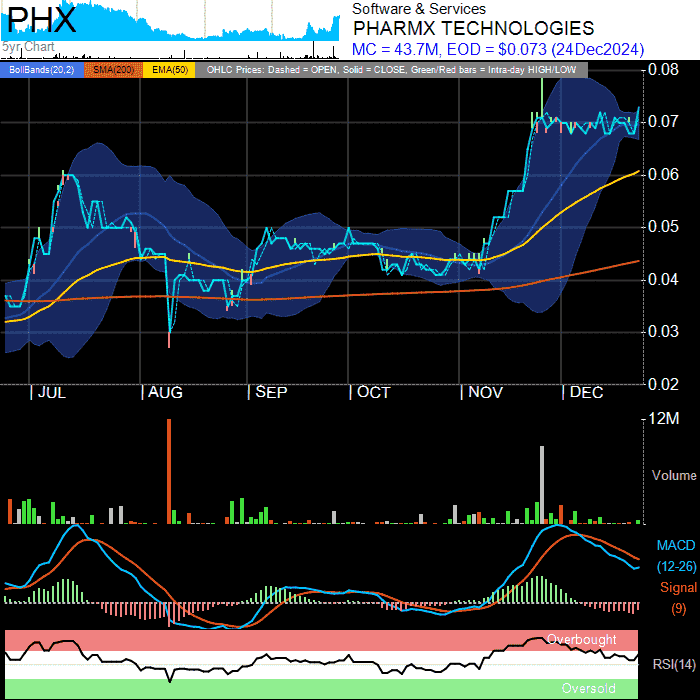 PHX
5yr Chart
Software & Services
PHARMX TECHNOLOGIES
MC = 43.7M, EOD = $0.073 (24Dec2024)
BollBands(20,2) SMA(200) EMA(50) OHLC Prices: Dashed = OPEN, Solid = CLOSE, Green/Red bars = Intra-day HIGH/LOW
0.08
0.07
0.06
0.05
0.04
0.03
0.02
JUL AUG SEP OCT NOV DEC
12M
Volume
MACD
(12-26)
Signal
(9)
Overbought
RSI(14)
Oversold